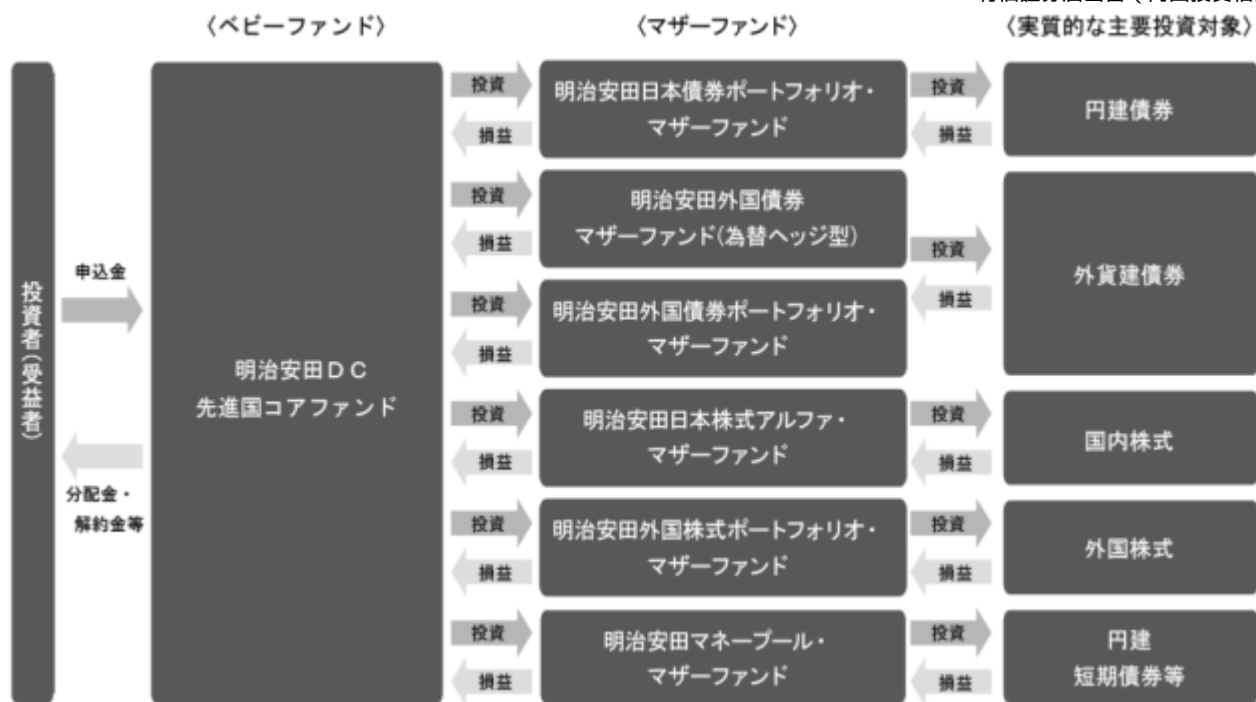 〈ベビーファンド〉
〈マザーファンド〉
〈実質的な主要投資対象〉
投資者(受益者)
申込金
分配金・
解約金等
明治安田DC
先進国コアファンド
投資
損益
明治安田日本債券ポートフォリオ・
マザーファンド
投資
損益
円建債券
投資
損益
明治安田外国債券
マザーファンド(為替ヘッジ型)
投資
損益
外貨建債券
投資
損益
明治安田外国債券ポートフォリオ・
マザーファンド
投資
損益
明治安田日本株式アルファ・
マザーファンド
投資
損益
国内株式
投資
損益
明治安田外国株式ポートフォリオ・
マザーファンド
投資
損益
外国株式
投資
損益
明治安田マネープール・
マザーファンド
投資
損益
円建
短期債券等